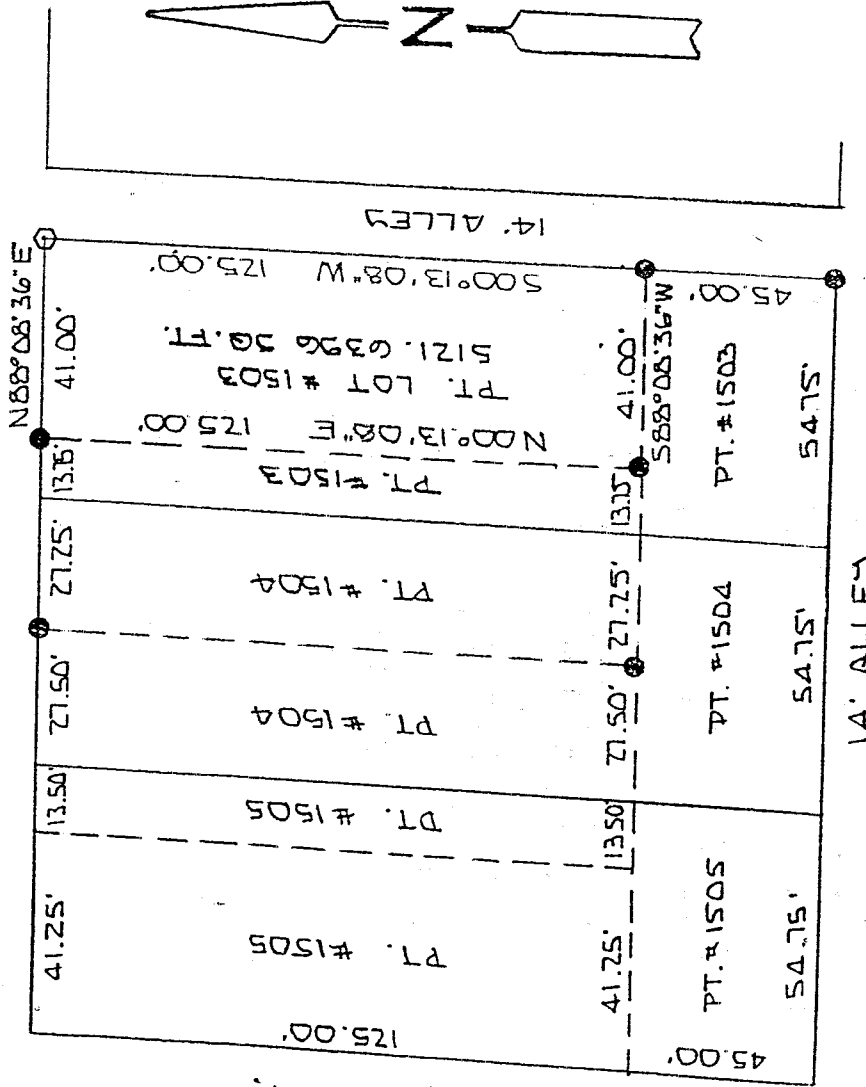 N
14' ALLEY
N88°08'36"E
S00°13'08"W 125.00'
45.00'
41.00'
PT. LOT #1503
5121.6396 SQ.FT.
41.00'
S88°08'36"W
PT. #1503
54.75'
N00°13'08"E 125.00'
13.75'
PT. #1503
13.75'
27.25'
PT. #1504
27.25'
PT. #1504
54.75'
14' ALLEY
27.50'
PT. #1504
27.50'
13.50'
PT. #1505
13.50'
41.25'
PT. #1505
41.25'
PT. #1505
54.75'
125.00'
45.00'